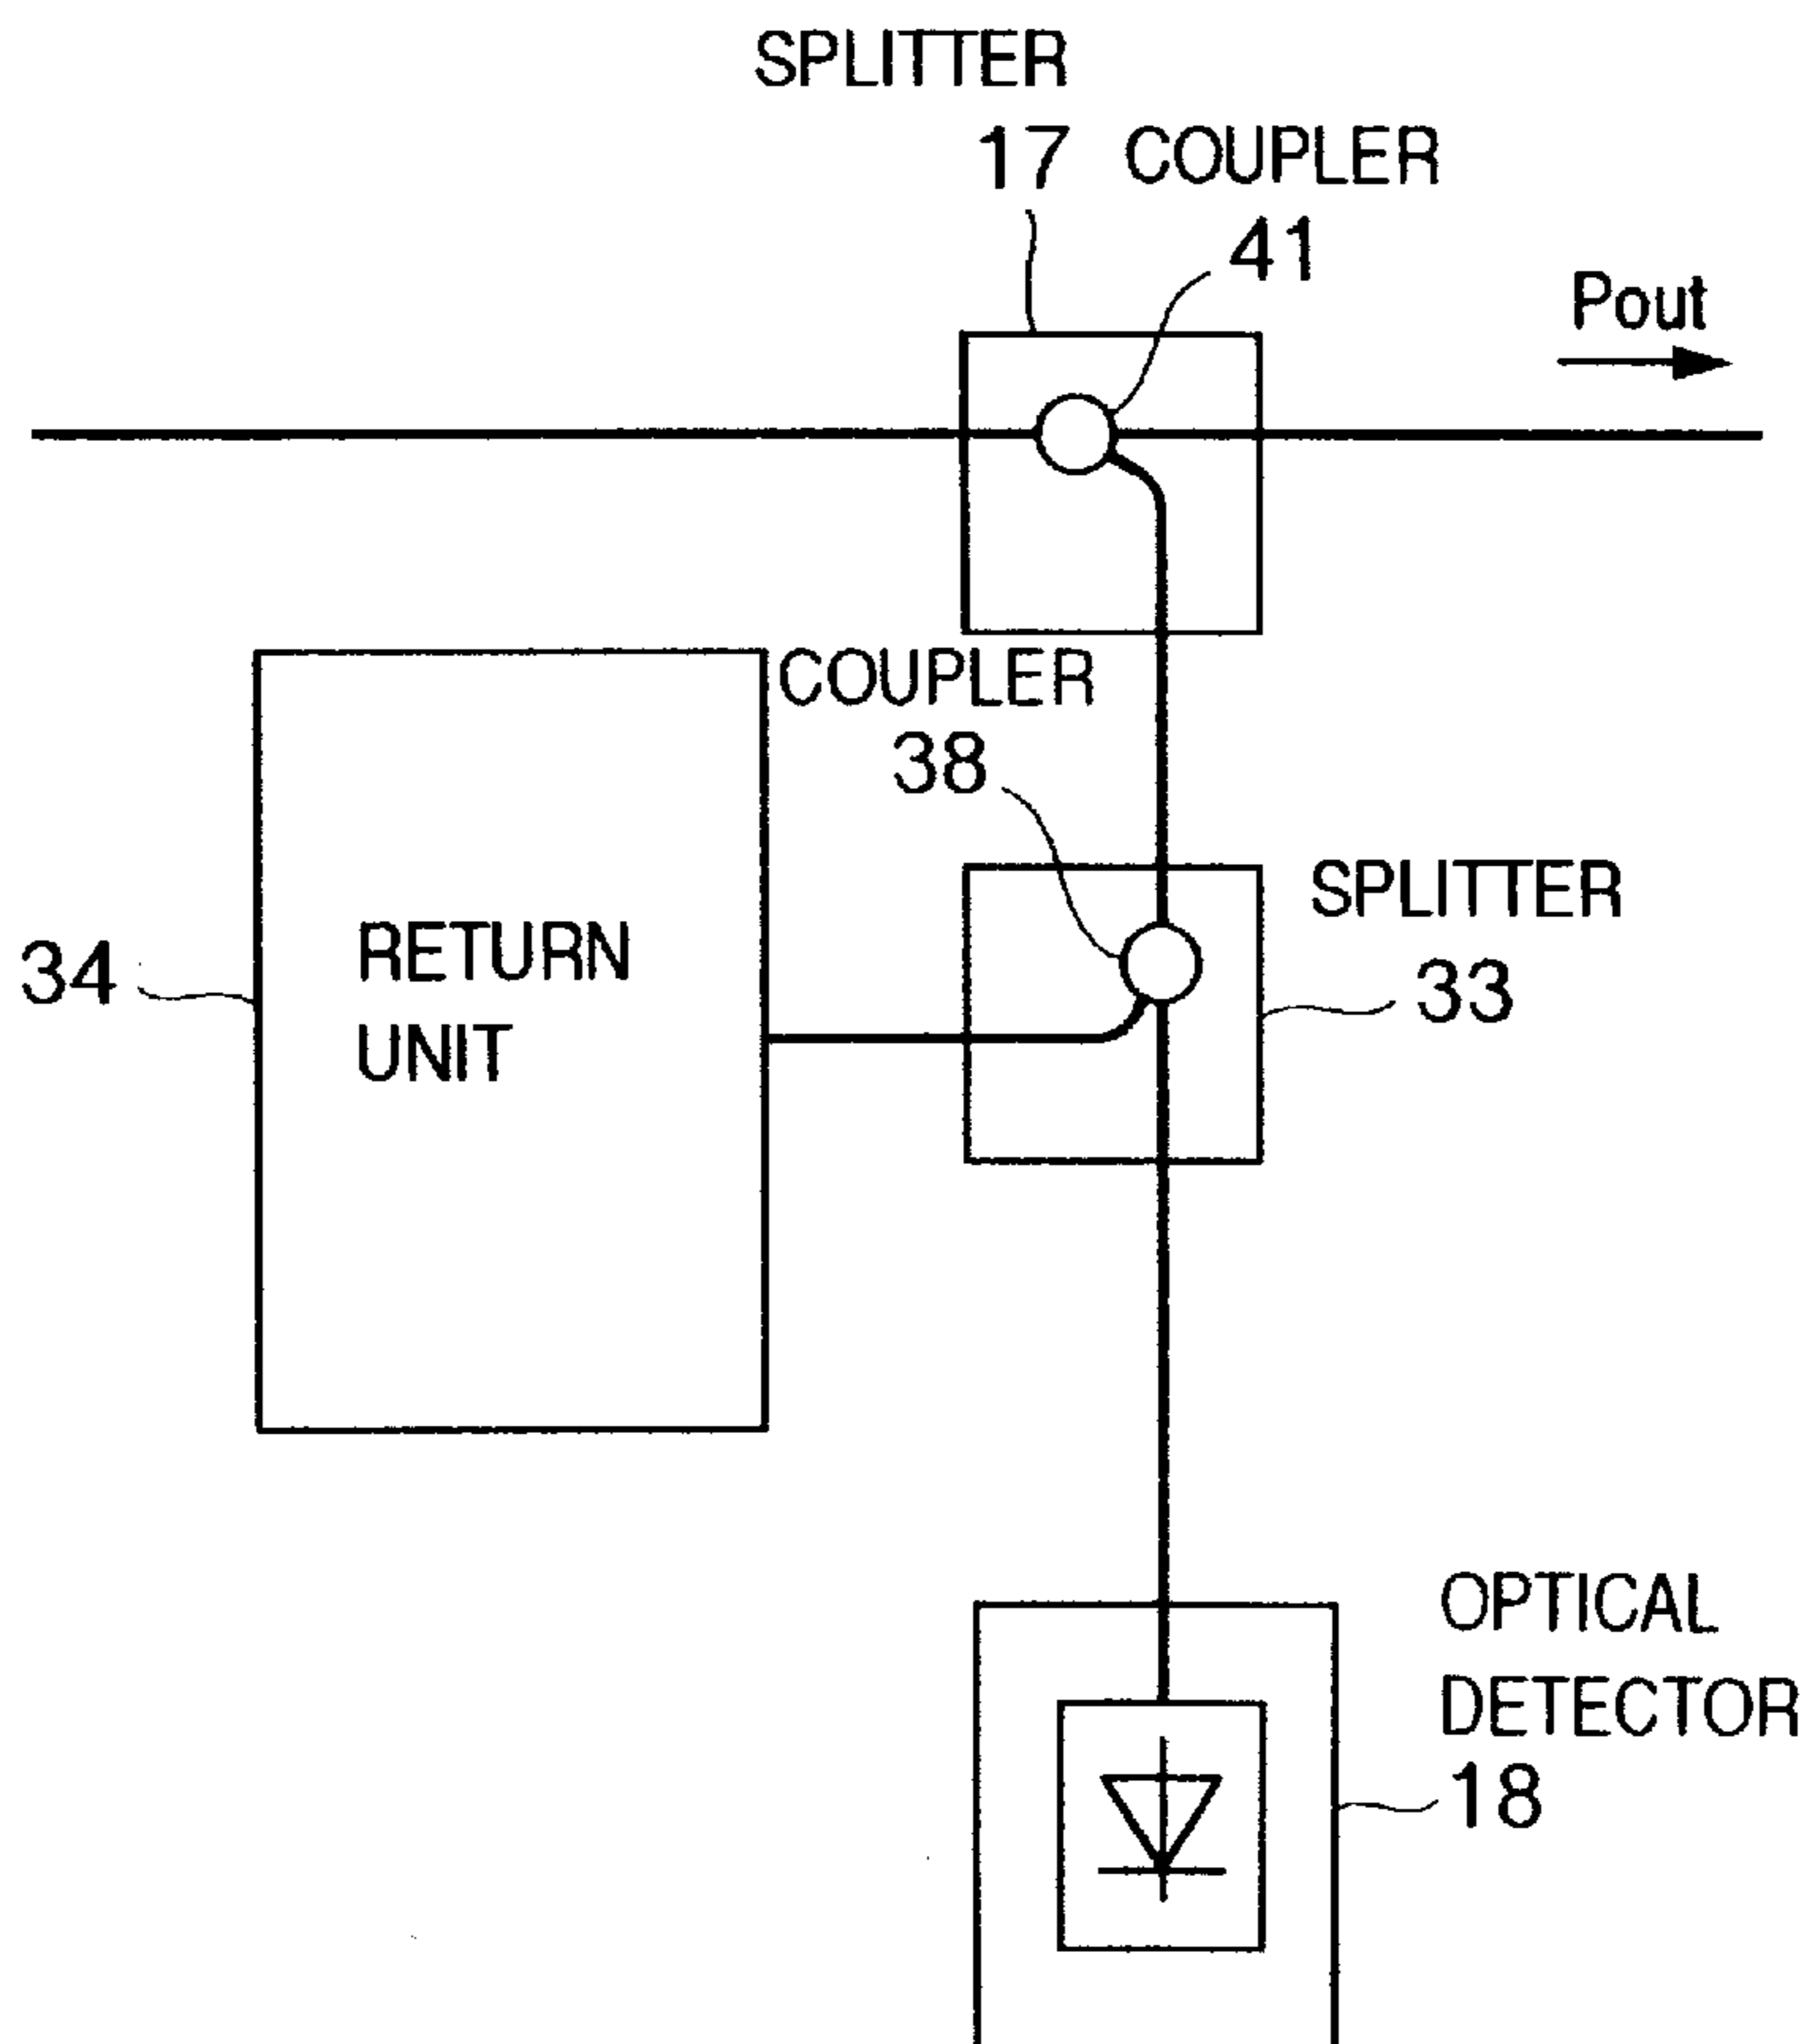 SPLITTER
17
COUPLER
41
Pout
COUPLER
38
SPLITTER
33
34
RETURN
UNIT
OPTICAL
DETECTOR
18